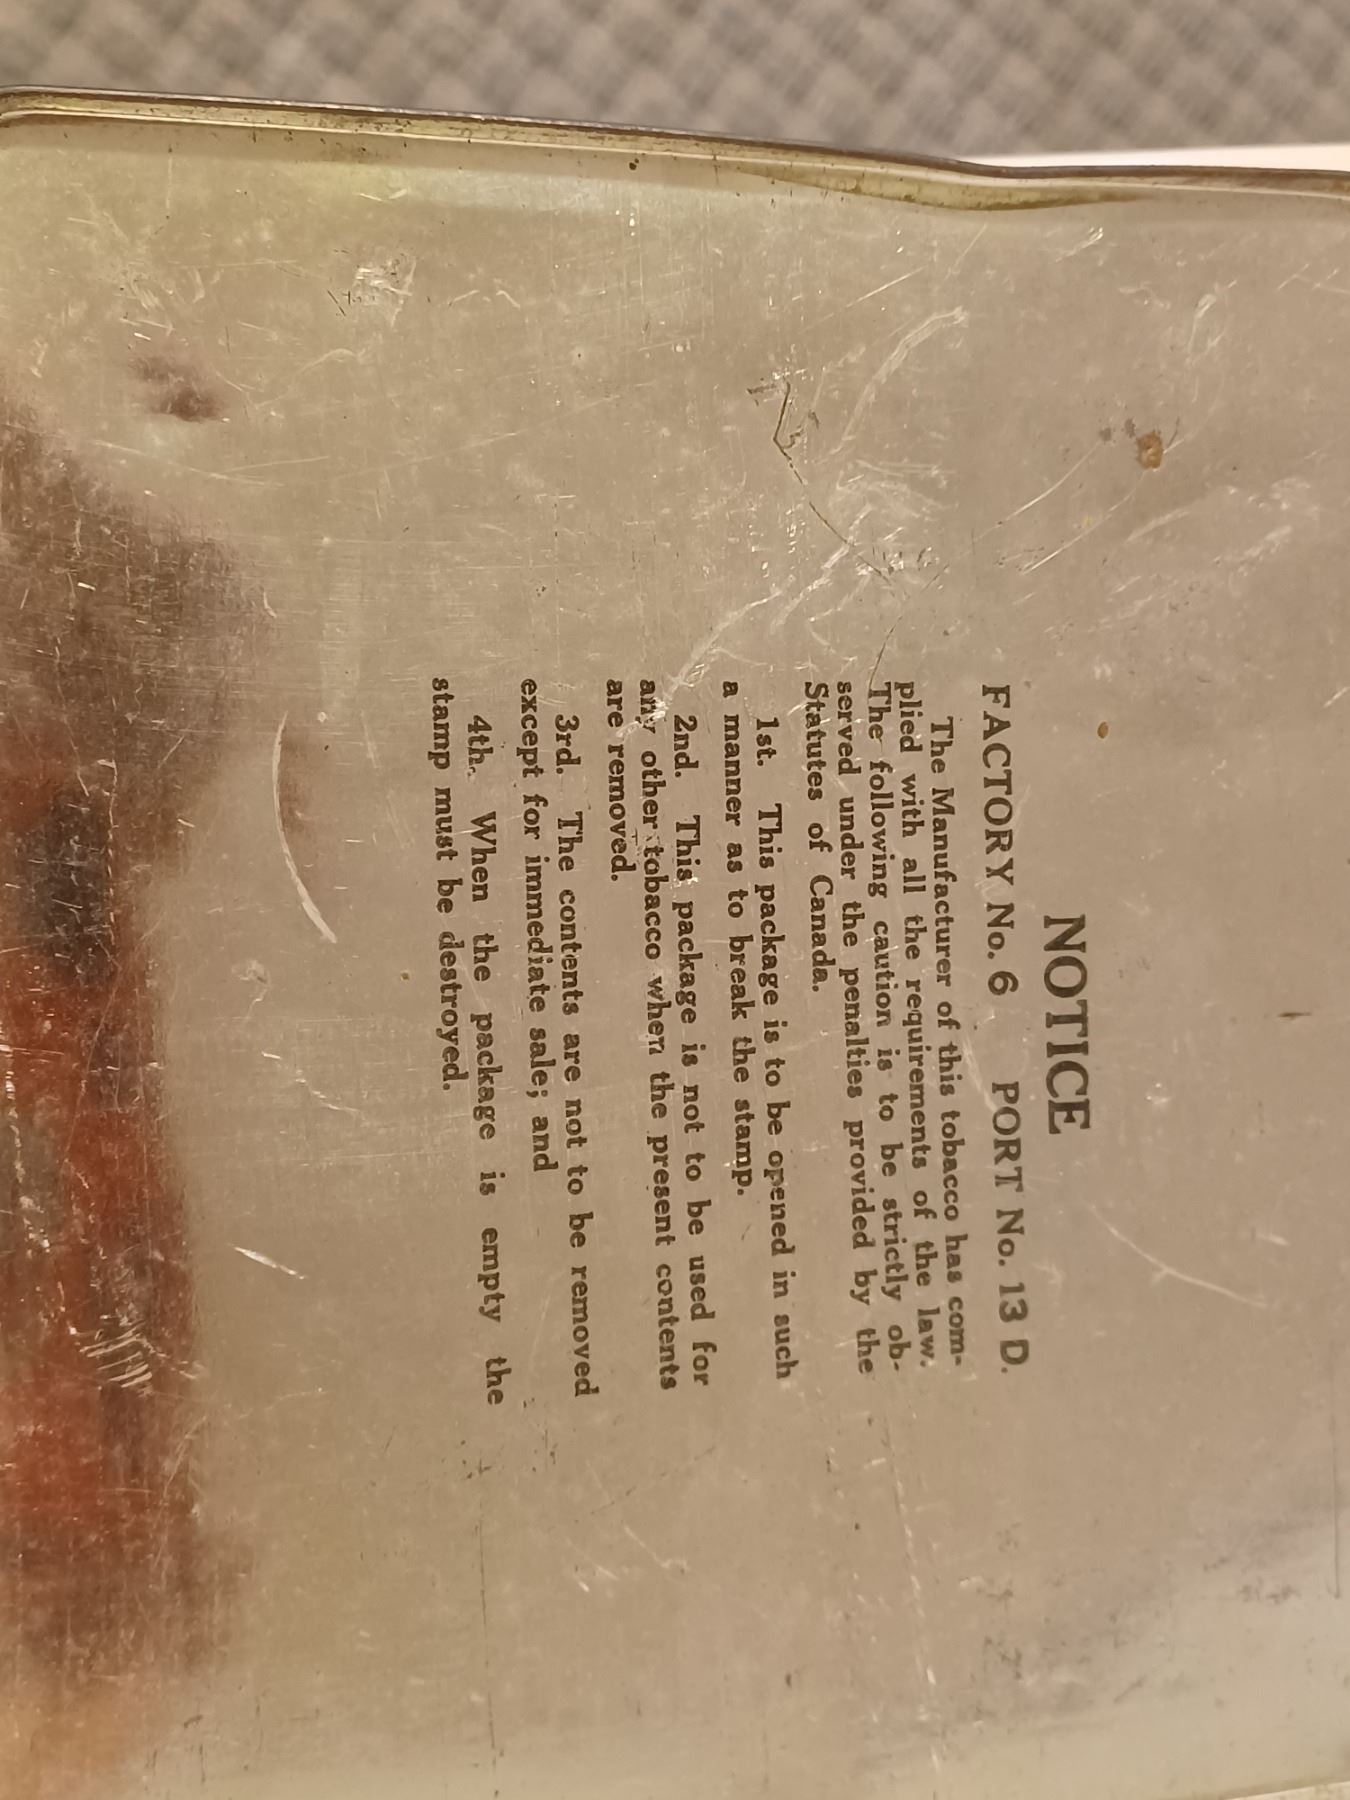 NOTICE
FACTORY No. 6 PORT No. 13 D.
The Manufacturer of this tobacco has com-
plied with all the requirements of the law.
The following caution is to be strictly ob-
served under the penalties provided by the
Statutes of Canada.
1st. This package is to be opened in such
a manner as to break the stamp.
2nd. This package is not to be used for
any other tobacco when the present contents
are removed.
3rd. The contents are not to be removed
except for immediate sale; and
4th. When the package is empty the
stamp must be destroyed.